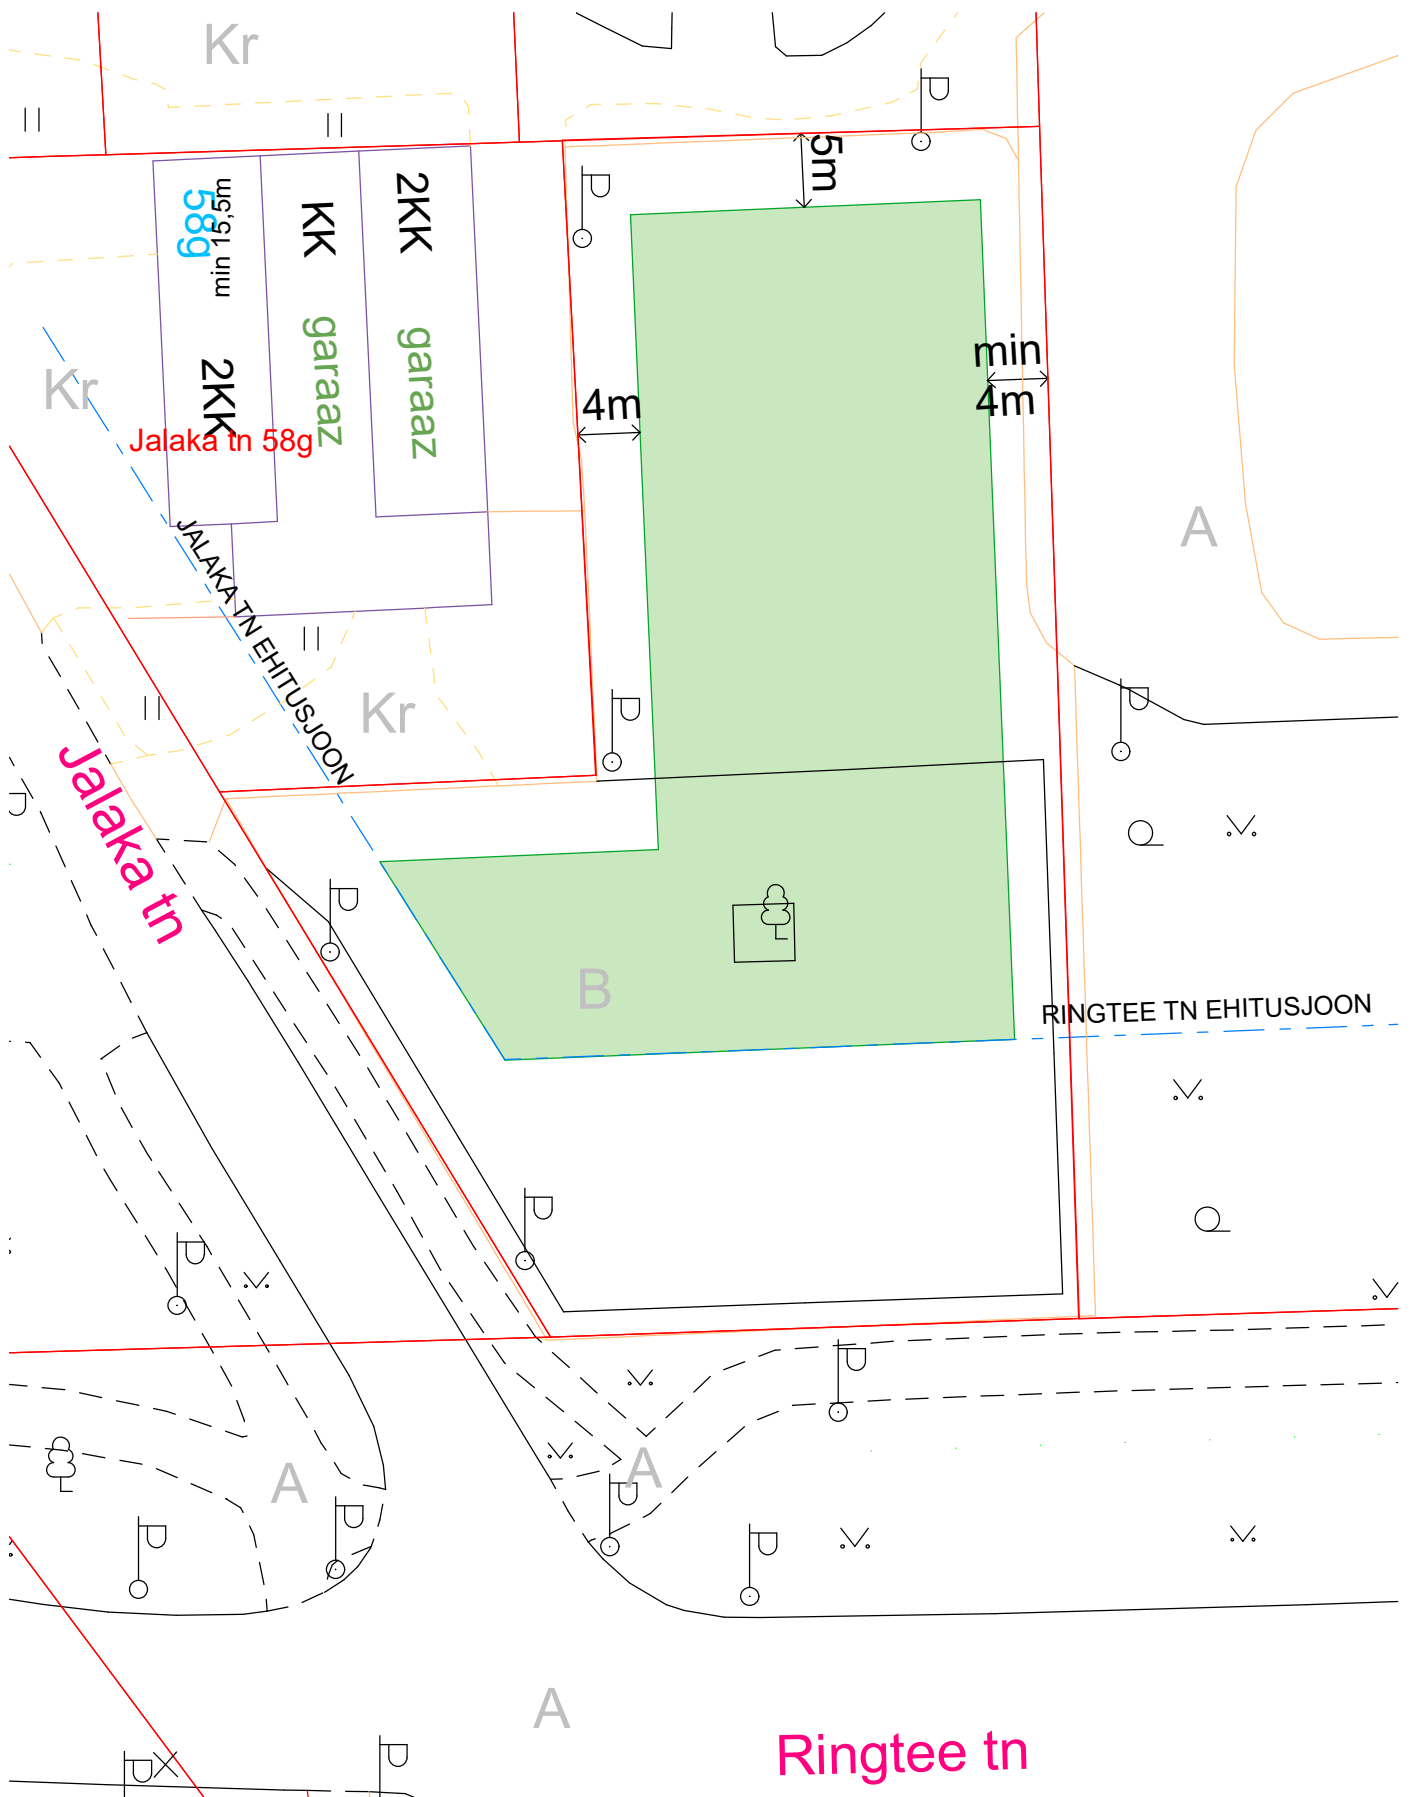 Kr
5m
58g
min 15,5m
KK
2KK
garaaz
garaaz
min
4m
4m
Kr
2KK
Jalaka tn 58g
A
JALAKA TN EHITUSJOON
Kr
Jalaka tn
B
RINGTEE TN EHITUSJOON
A
A
A
Ringtee tn